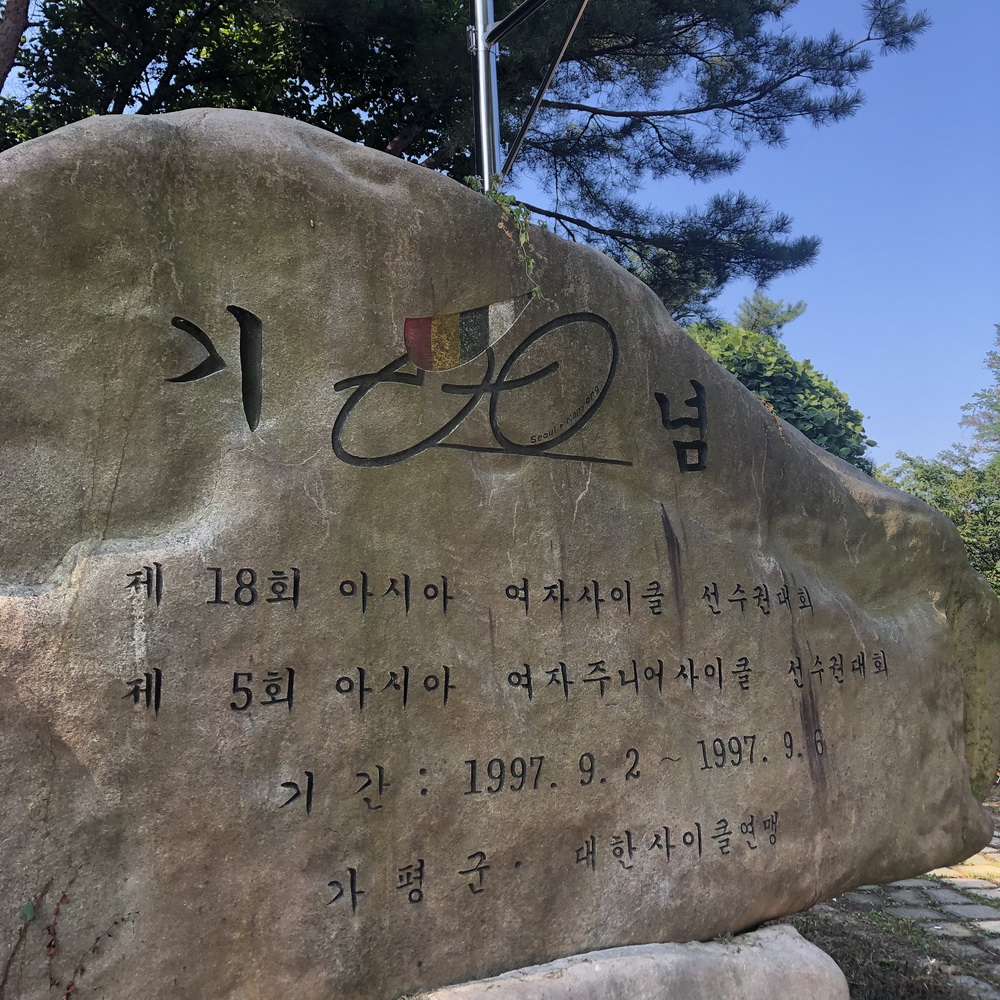 기 념
Seoul • Kapyong
제 18회 아시아 여자사이클 선수권대회
제 5회 아시아 여자주니어사이클 선수권대회
기 간 : 1997. 9. 2 ~ 1997. 9. 6
가 평 군 · 대한사이클연맹